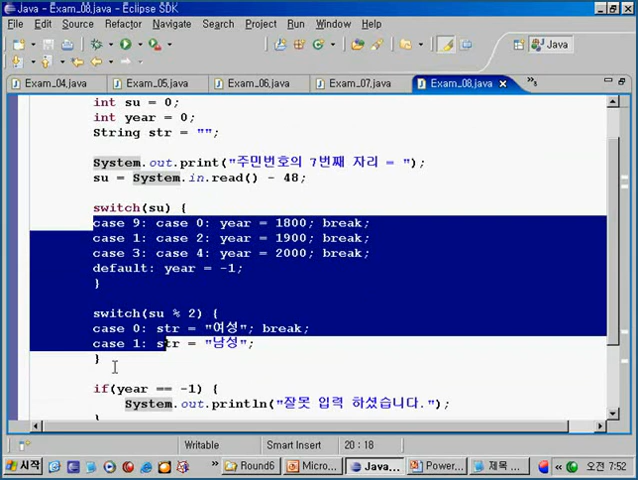 Java - Exam_08.java - Eclipse SDK
File Edit Source Refactor Navigate Search Project Run Window Help
Java
Exam_04.java Exam_05.java Exam_06.java Exam_07.java Exam_08.java
int su = 0;
int year = 0;
String str = "";
System.out.print("주민번호의 7번째 자리 = ");
su = System.in.read() - 48;
switch(su) {
case 9: case 0: year = 1800; break;
case 1: case 2: year = 1900; break;
case 3: case 4: year = 2000; break;
default: year = -1;
}
switch(su % 2) {
case 0: str = "여성"; break;
case 1: str = "남성";
}
if(year == -1) {
System.out.println("잘못 입력 하셨습니다.");
}
Writable Smart Insert 20 : 18
시작 Round6 Micro... Java... Power... 제목 ... 오전 7:52